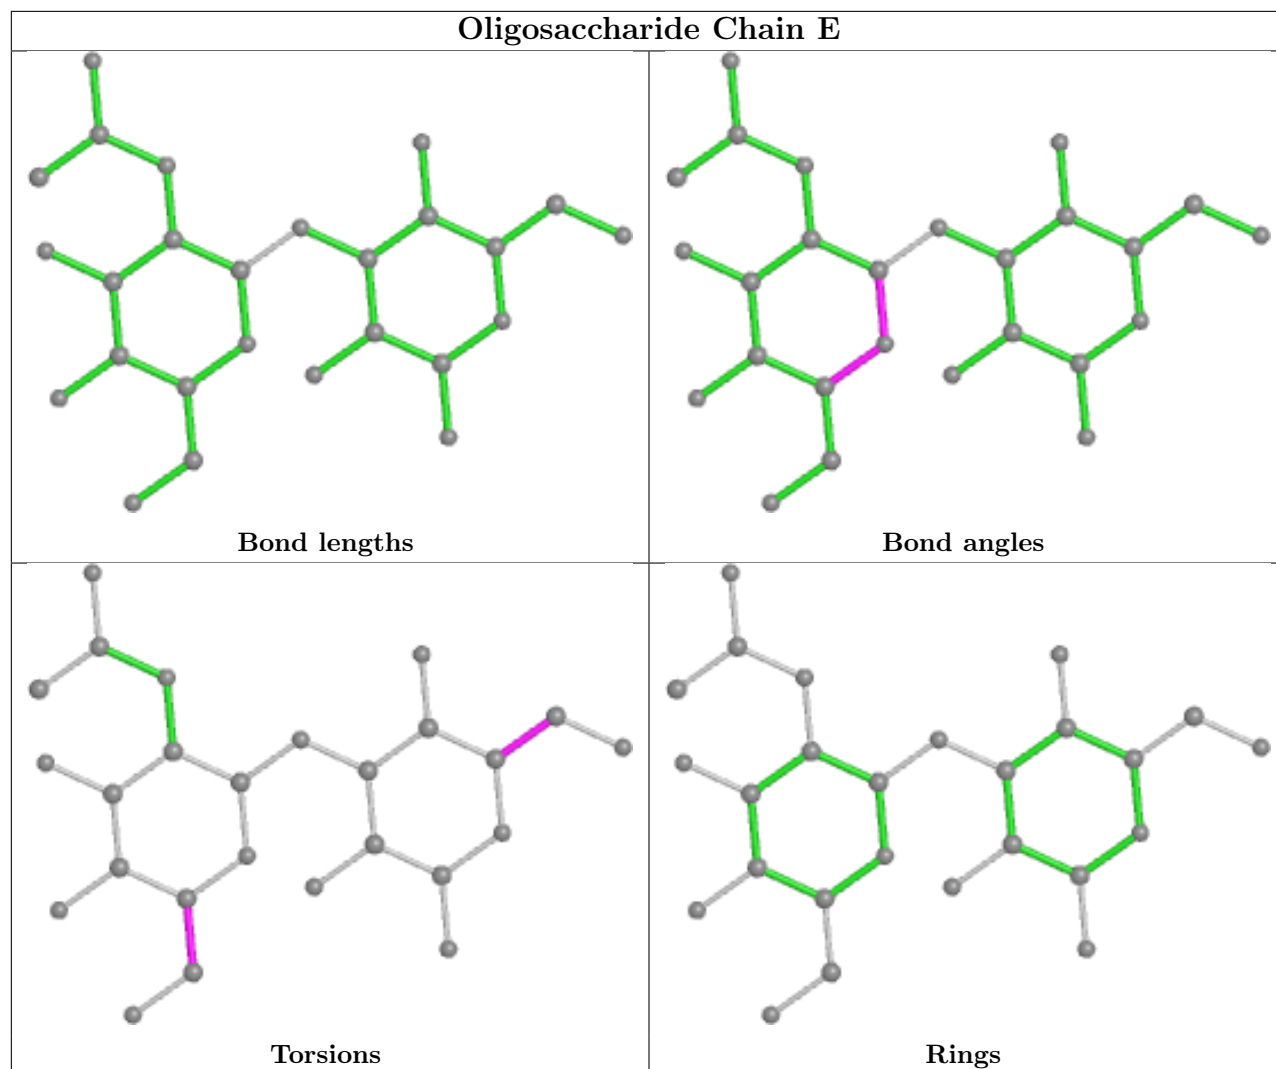 Oligosaccharide Chain E
Bond lengths
Bond angles
Torsions
Rings